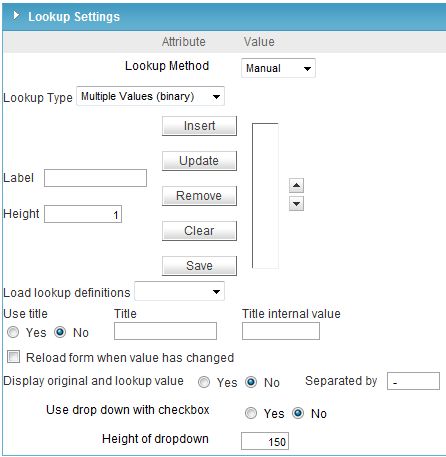 Lookup Settings
Attribute Value
Lookup Method Manual
Lookup Type Multiple Values (binary)
Insert
Update
Label
Remove
Height 1
Clear
Save
Load lookup definitions
Use title Title Title internal value
Yes No
Reload form when value has changed
Display original and lookup value Yes No Separated by -
Use drop down with checkbox Yes No
Height of dropdown 150